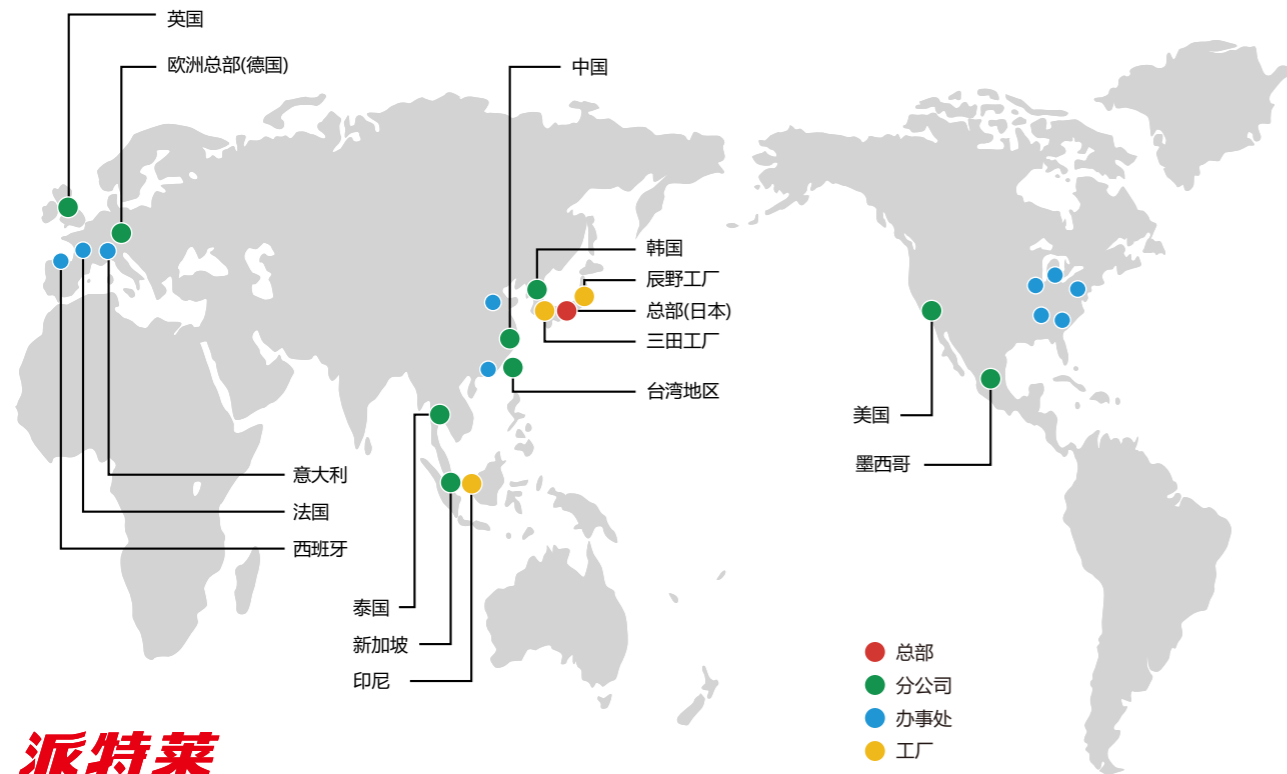 英国
欧洲总部(德国)
中国
韩国
辰野工厂
总部(日本)
三田工厂
台湾地区
美国
墨西哥
意大利
法国
西班牙
泰国
新加坡
印尼
总部
分公司
办事处
工厂
派特莱